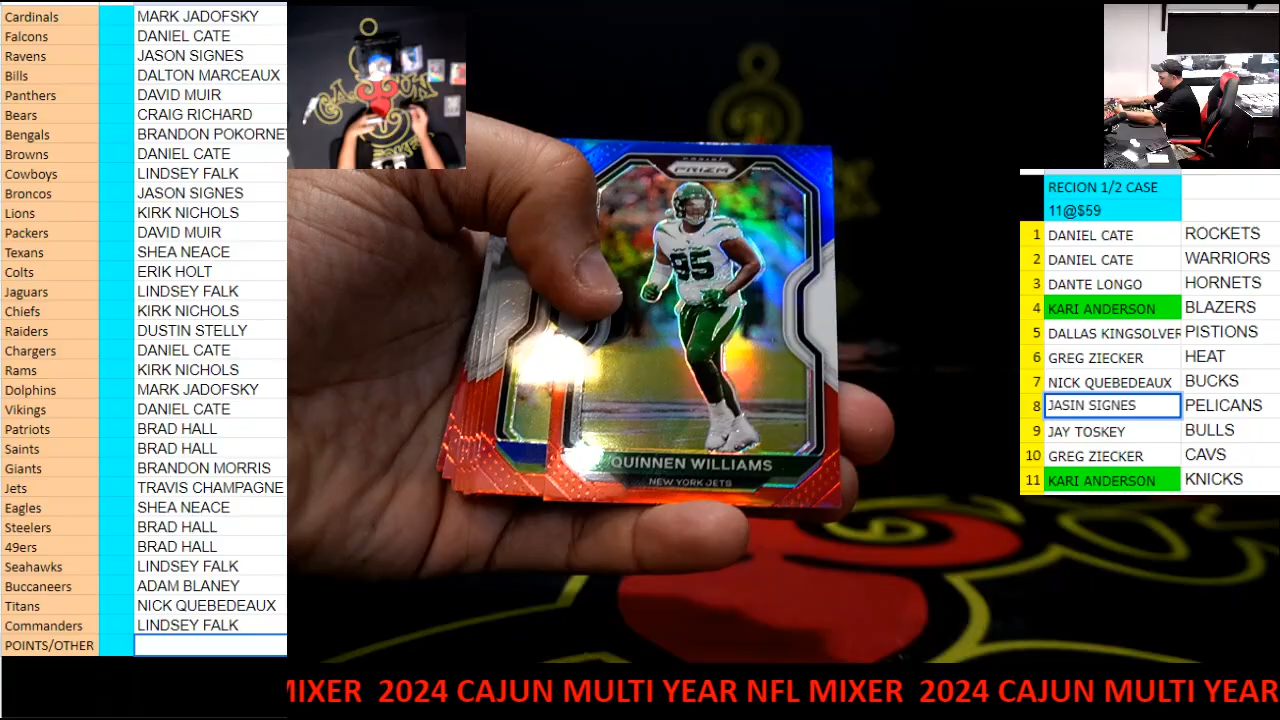 Cardinals MARK JADOFSKY
Falcons DANIEL CATE
Ravens JASON SIGNES
Bills DALTON MARCEAUX
Panthers DAVID MUIR
Bears CRAIG RICHARD
Bengals BRANDON POKORNE
Browns DANIEL CATE
Cowboys LINDSEY FALK
Broncos JASON SIGNES
Lions KIRK NICHOLS
Packers DAVID MUIR
Texans SHEA NEACE
Colts ERIK HOLT
Jaguars LINDSEY FALK
Chiefs KIRK NICHOLS
Raiders DUSTIN STELLY
Chargers DANIEL CATE
Rams KIRK NICHOLS
Dolphins MARK JADOFSKY
Vikings DANIEL CATE
Patriots BRAD HALL
Saints BRAD HALL
Giants BRANDON MORRIS
Jets TRAVIS CHAMPAGNE
Eagles SHEA NEACE
Steelers BRAD HALL
49ers BRAD HALL
Seahawks LINDSEY FALK
Buccaneers ADAM BLANEY
Titans NICK QUEBEDEAUX
Commanders LINDSEY FALK
POINTS/OTHER
PRIZM
95
QUINNEN WILLIAMS
NEW YORK JETS
RECION 1/2 CASE
11@$59
1 DANIEL CATE ROCKETS
2 DANIEL CATE WARRIORS
3 DANTE LONGO HORNETS
4 KARI ANDERSON BLAZERS
5 DALLAS KINGSOLVER PISTIONS
6 GREG ZIECKER HEAT
7 NICK QUEBEDEAUX BUCKS
8 JASIN SIGNES PELICANS
9 JAY TOSKEY BULLS
10 GREG ZIECKER CAVS
11 KARI ANDERSON KNICKS
MIXER 2024 CAJUN MULTI YEAR NFL MIXER 2024 CAJUN MULTI YEAR